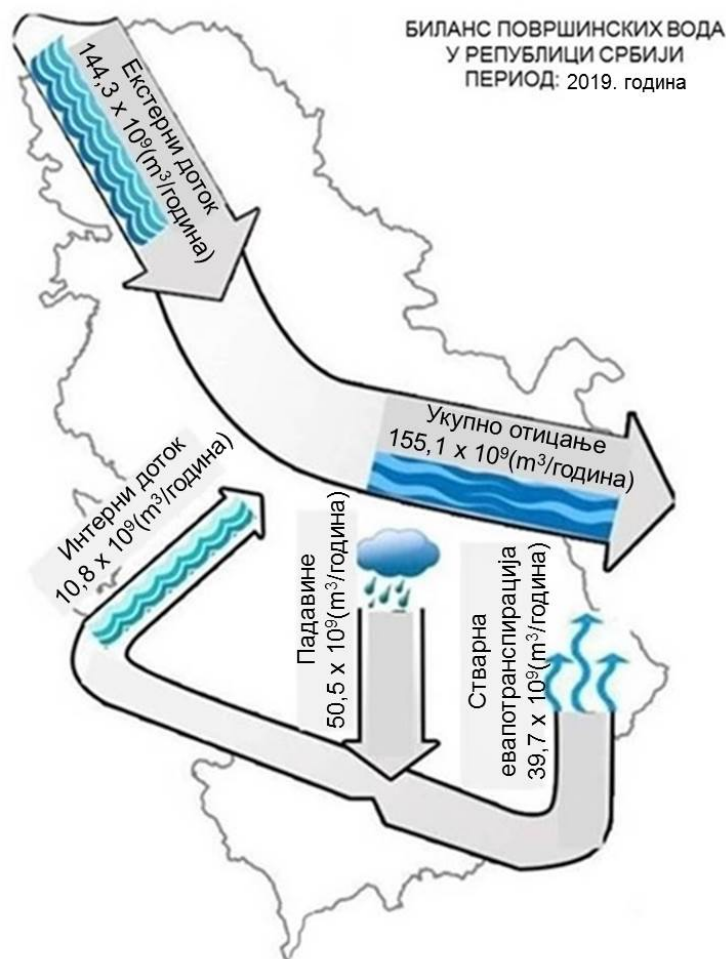 БИЛАНС ПОВРШИНСКИХ ВОДА
У РЕПУБЛИЦИ СРБИЈИ
ПЕРИОД: 2019. година
Екстерни доток
144,3 x 10⁹(m³/година)
Укупно отицање
155,1 x 10⁹(m³/година)
Интерни доток
10,8 x 10⁹(m³/година)
Падавине
50,5 x 10⁹(m³/година)
Стварна
евапотранспирација
39,7 x 10⁹(m³/година)